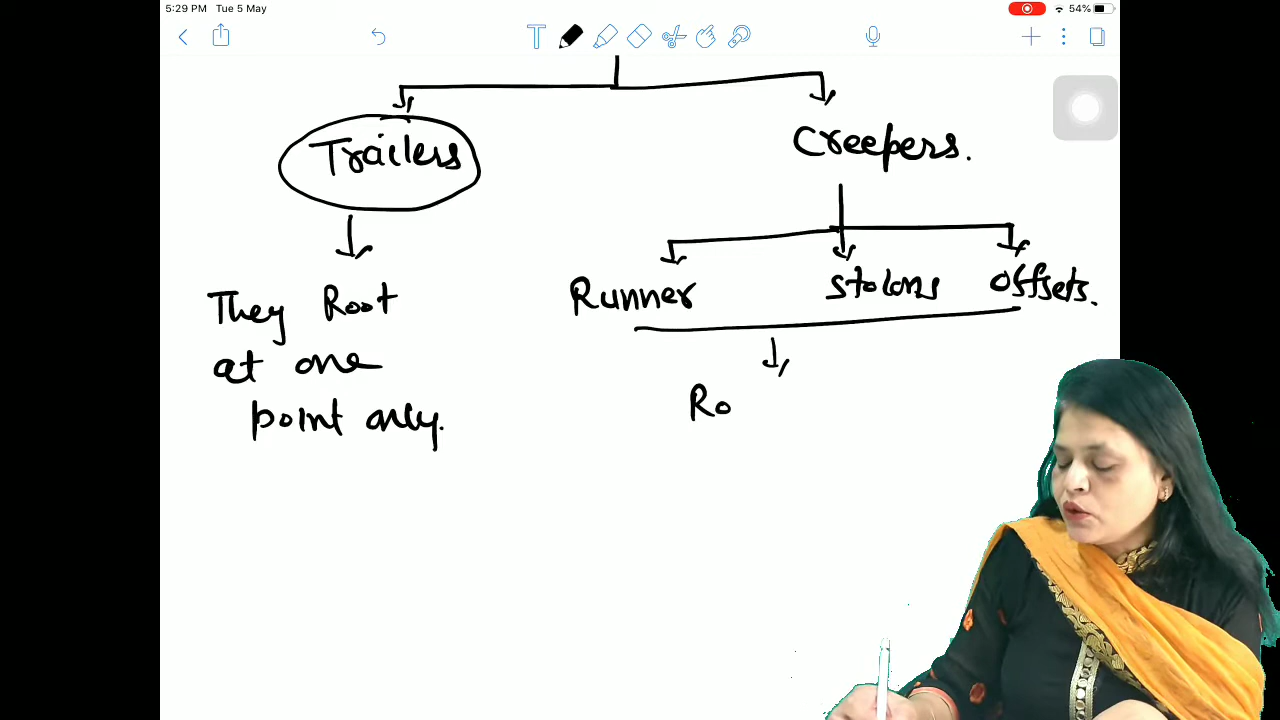 5:29 PM Tue 5 May
54%
Trailers
Creepers.
Runner
stolons
offsets.
They Root
at one
point only.
Ro